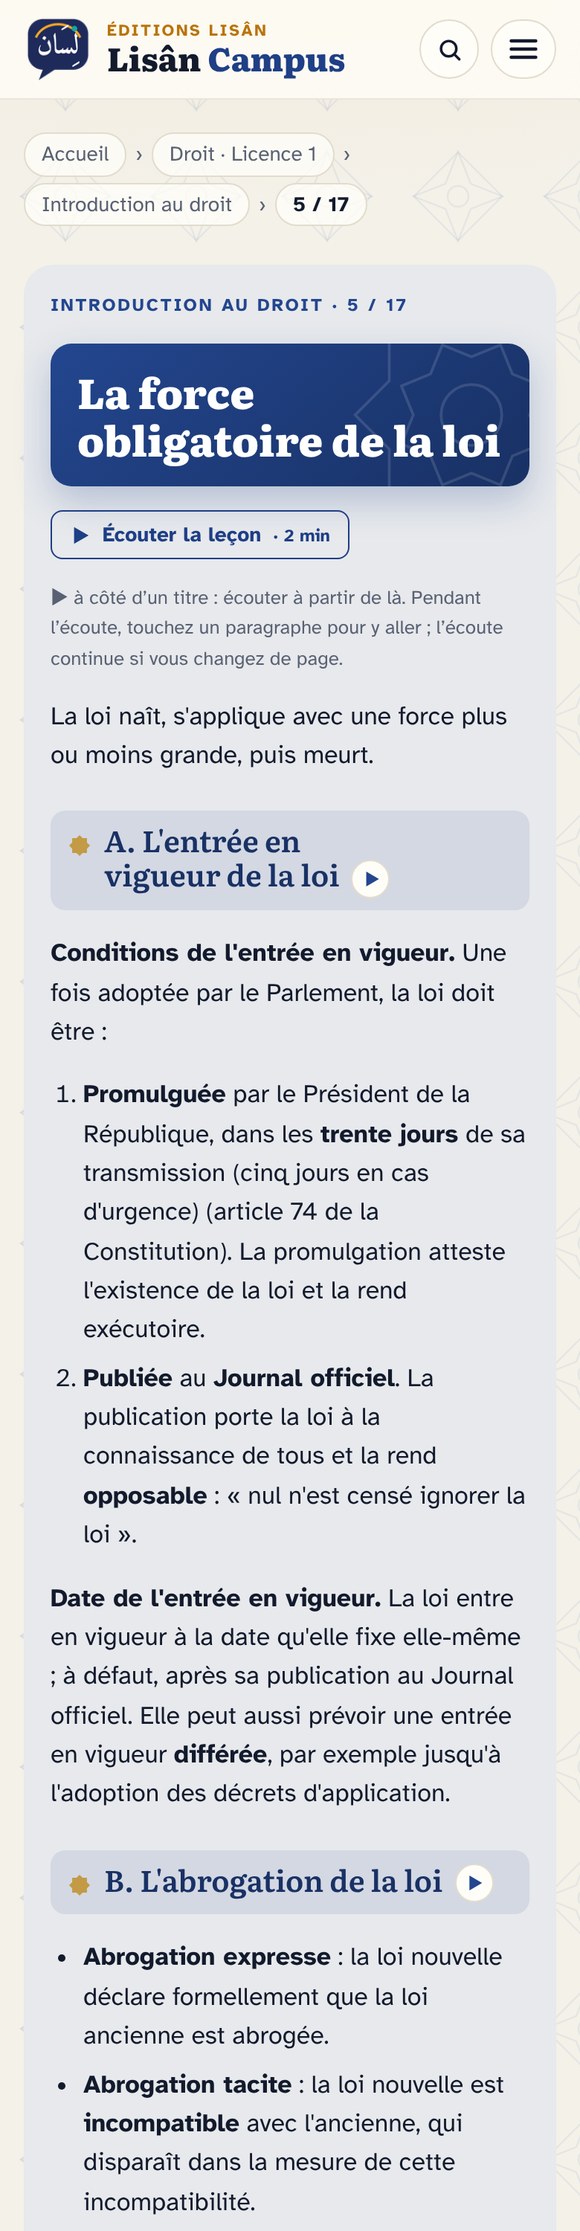 لِسَان
ÉDITIONS LISÂN
Lisân Campus
Accueil › Droit · Licence 1 ›
Introduction au droit › 5 / 17
INTRODUCTION AU DROIT · 5 / 17
La force
obligatoire de la loi
▶ Écouter la leçon · 2 min
▶ à côté d’un titre : écouter à partir de là. Pendant
l’écoute, touchez un paragraphe pour y aller ; l’écoute
continue si vous changez de page.
La loi naît, s'applique avec une force plus
ou moins grande, puis meurt.
A. L'entrée en
vigueur de la loi
Conditions de l'entrée en vigueur. Une
fois adoptée par le Parlement, la loi doit
être :
1. Promulguée par le Président de la
République, dans les trente jours de sa
transmission (cinq jours en cas
d'urgence) (article 74 de la
Constitution). La promulgation atteste
l'existence de la loi et la rend
exécutoire.
2. Publiée au Journal officiel. La
publication porte la loi à la
connaissance de tous et la rend
opposable : « nul n'est censé ignorer la
loi ».
Date de l'entrée en vigueur. La loi entre
en vigueur à la date qu'elle fixe elle-même
; à défaut, après sa publication au Journal
officiel. Elle peut aussi prévoir une entrée
en vigueur différée, par exemple jusqu'à
l'adoption des décrets d'application.
B. L'abrogation de la loi
• Abrogation expresse : la loi nouvelle
déclare formellement que la loi
ancienne est abrogée.
• Abrogation tacite : la loi nouvelle est
incompatible avec l'ancienne, qui
disparaît dans la mesure de cette
incompatibilité.